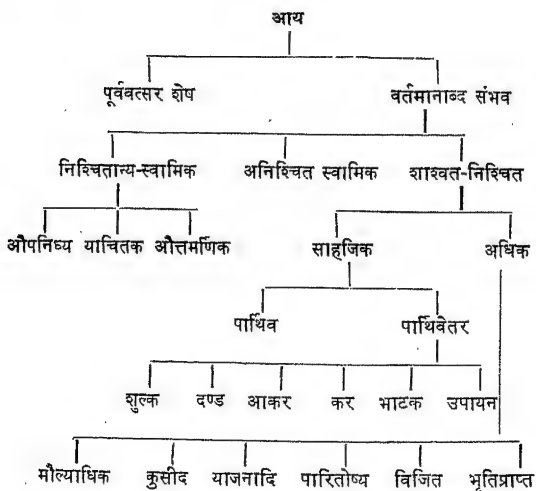 आय
पूर्ववत्सर शेष वर्तमानाब्द संभव
निश्चितान्य-स्वामिक अनिश्चित स्वामिक शाश्वत-निश्चित
औपनिध्य याचितक औत्तमर्णिक साहजिक अधिक
पार्थिव पार्थिवेतर
शुल्क दण्ड आकर कर भाटक उपायन
मौल्याधिक कुसीद याजनादि पारितोष्य विजित भृतिप्राप्त